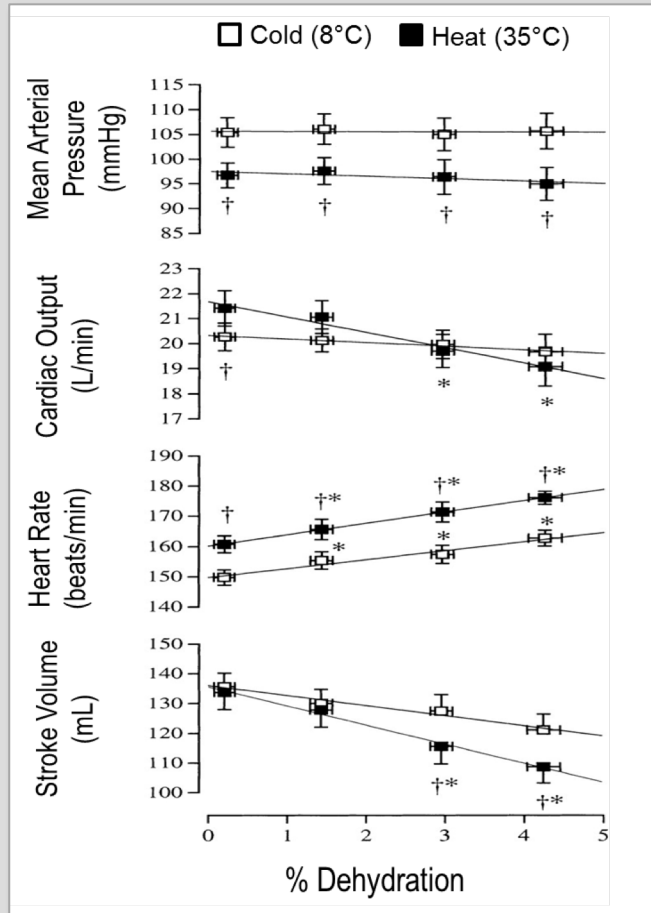 Cold (8°C) Heat (35°C)
Mean Arterial
Pressure
(mmHg)
115
110
105
100
95
90
85
† † † †
Cardiac Output
(L/min)
23
22
21
20
19
18
17
† * *
Heart Rate
(beats/min)
190
180
170
160
150
140
† †* †* †*
* * *
Stroke Volume
(mL)
150
140
130
120
110
100
†* †*
0 1 2 3 4 5
% Dehydration